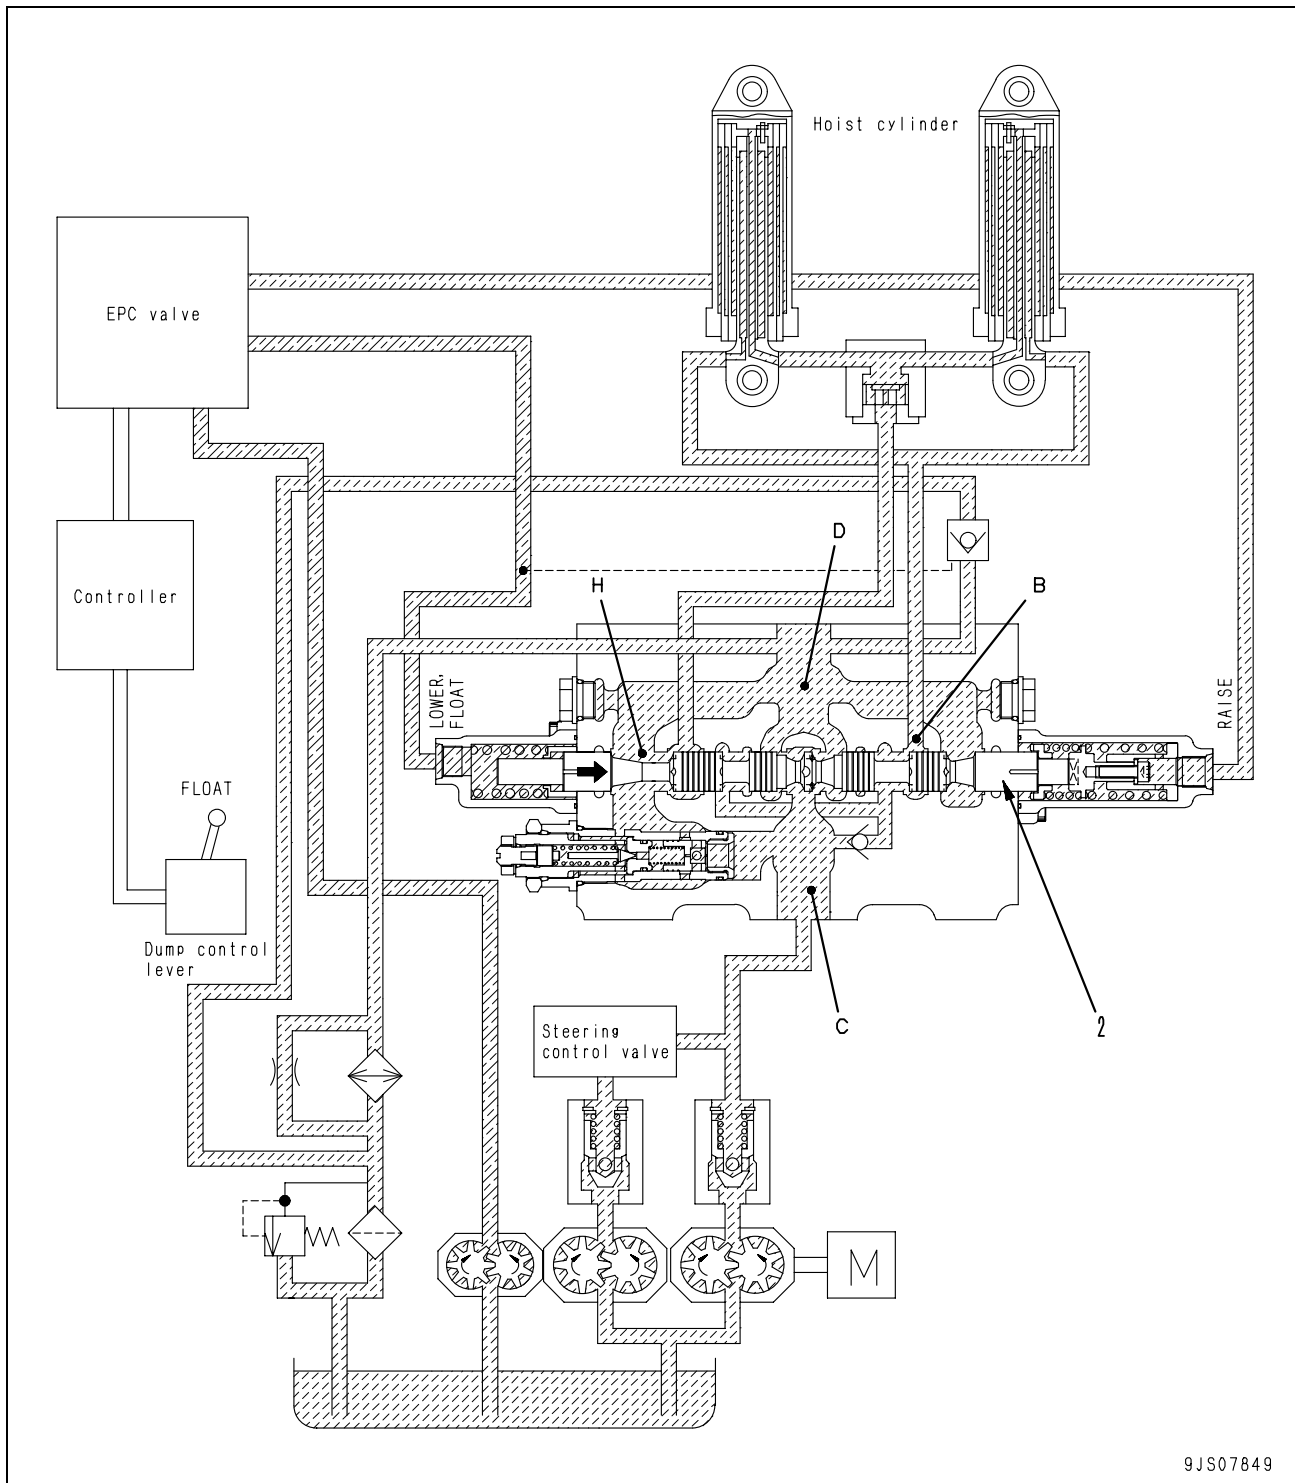 Hoist cylinder
EPC valve
D
H
B
Controller
LOWER,
FLOAT
RAISE
FLOAT
Dump control
lever
C
2
Steering
control valve
M
9JS07849